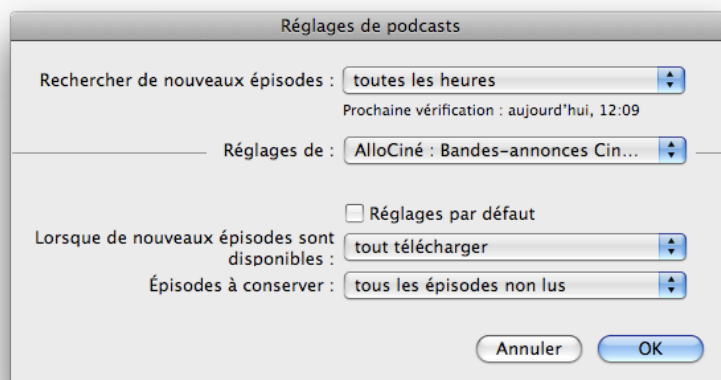 Réglages de podcasts
Rechercher de nouveaux épisodes : toutes les heures
Prochaine vérification : aujourd'hui, 12:09
Réglages de : AlloCiné : Bandes-annonces Cin...
Réglages par défaut
Lorsque de nouveaux épisodes sont
disponibles : tout télécharger
Épisodes à conserver : tous les épisodes non lus
Annuler OK